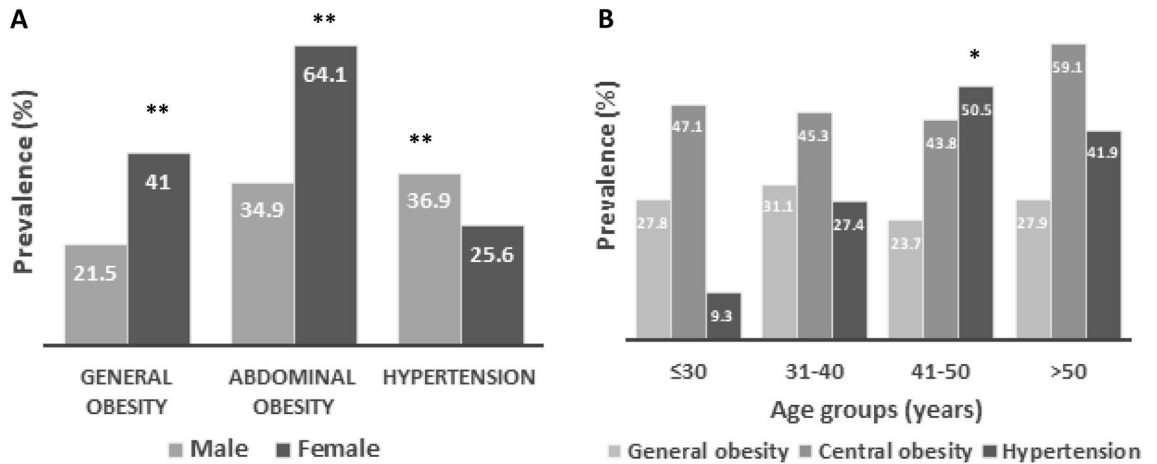 A
Prevalence (%)
**
**
**
21.5
41
34.9
64.1
36.9
25.6
GENERAL
OBESITY
ABDOMINAL
OBESITY
HYPERTENSION
Male
Female
B
Prevalence (%)
*
27.8
47.1
9.3
31.1
45.3
27.4
23.7
43.8
50.5
27.9
59.1
41.9
≤30
31-40
41-50
>50
Age groups (years)
General obesity
Central obesity
Hypertension